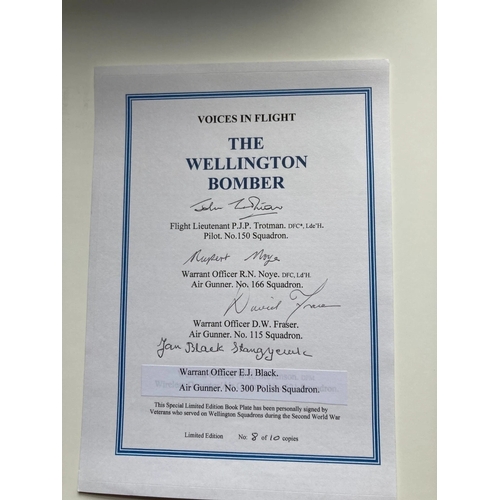 VOICES IN FLIGHT
THE
WELLINGTON
BOMBER
Flight Lieutenant P.J.P. Trotman. DFC*, Ldc'H.
Pilot. No.150 Squadron.
Rupert Noye
Warrant Officer R.N. Noye. DFC, Ld'H.
Air Gunner. No. 166 Squadron.
David Fraser
Warrant Officer D.W. Fraser.
Air Gunner. No. 115 Squadron.
Jan Black
Warrant Officer E.J. Black.
Air Gunner. No. 300 Polish Squadron.
This Special Limited Edition Book Plate has been personally signed by
Veterans who served on Wellington Squadrons during the Second World War
Limited Edition No: 8 of 10 copies